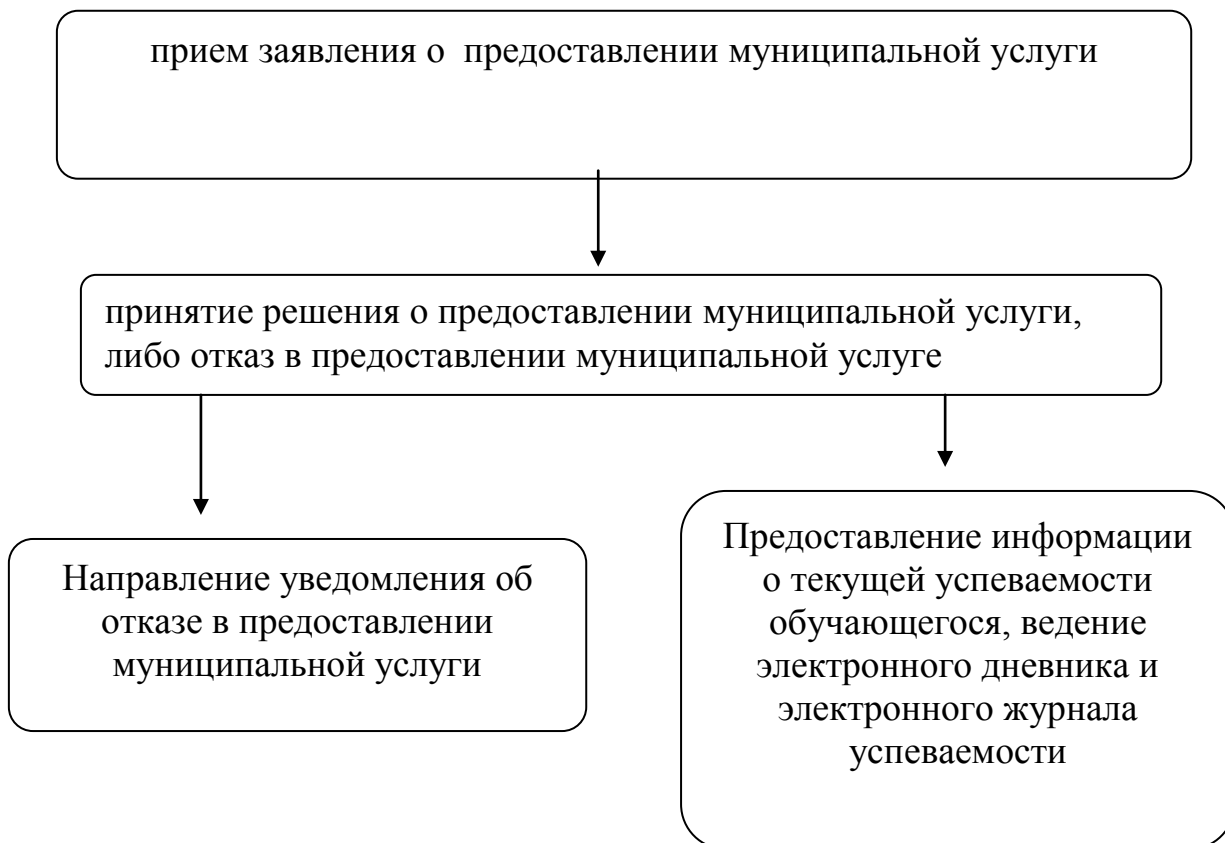 прием заявления о предоставлении муниципальной услуги
принятие решения о предоставлении муниципальной услуги,
либо отказ в предоставлении муниципальной услуге
Направление уведомления об
отказе в предоставлении
муниципальной услуги
Предоставление информации
о текущей успеваемости
обучающегося, ведение
электронного дневника и
электронного журнала
успеваемости